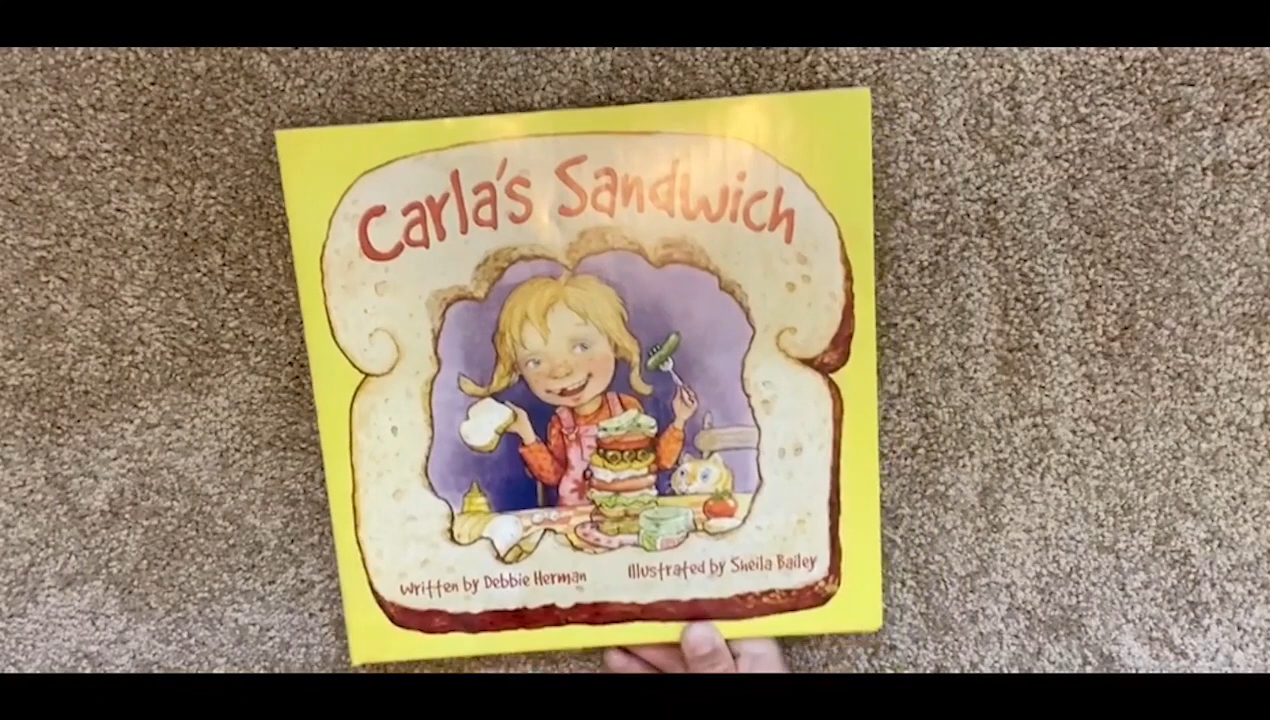 Carla's Sandwich
Written by Debbie Herman
Illustrated by Sheila Bailey